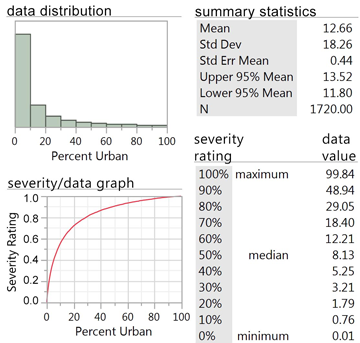 data distribution
0 20 40 60 80 100
Percent Urban
summary statistics
Mean 12.66
Std Dev 18.26
Std Err Mean 0.44
Upper 95% Mean 13.52
Lower 95% Mean 11.80
N 1720.00
severity/data graph
Severity Rating
1.0
0.8
0.6
0.4
0.2
0.0
0 20 40 60 80 100
Percent Urban
severity data
rating value
100% maximum 99.84
90% 48.94
80% 29.05
70% 18.40
60% 12.21
50% median 8.13
40% 5.25
30% 3.21
20% 1.79
10% 0.76
0% minimum 0.01